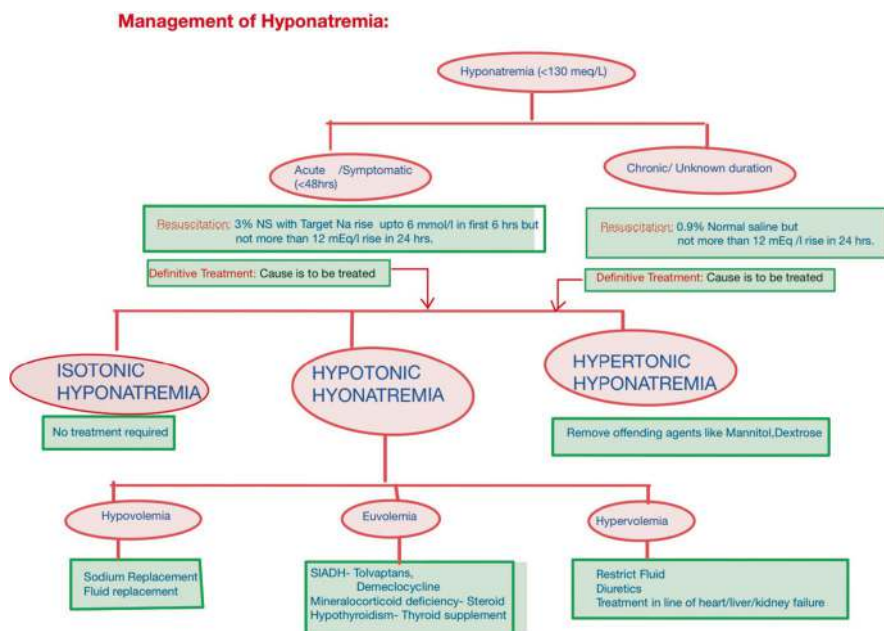 Management of Hyponatremia:
Hyponatremia (<130 meq/L)
Acute /Symptomatic
(<48hrs)
Chronic/ Unknown duration
Resuscitation: 3% NS with Target Na rise upto 6 mmol/l in first 6 hrs but
not more than 12 mEq/l rise in 24 hrs.
Resuscitation: 0.9% Normal saline but
not more than 12 mEq /l rise in 24 hrs.
Definitive Treatment: Cause is to be treated
Definitive Treatment: Cause is to be treated
ISOTONIC
HYPONATREMIA
HYPOTONIC
HYONATREMIA
HYPERTONIC
HYPONATREMIA
No treatment required
Remove offending agents like Mannitol,Dextrose
Hypovolemia
Euvolemia
Hypervolemia
Sodium Replacement
Fluid replacement
SIADH- Tolvaptans,
Demeclocycline
Mineralocorticoid deficiency- Steroid
Hypothyroidism- Thyroid supplement
Restrict Fluid
Diuretics
Treatment in line of heart/liver/kidney failure